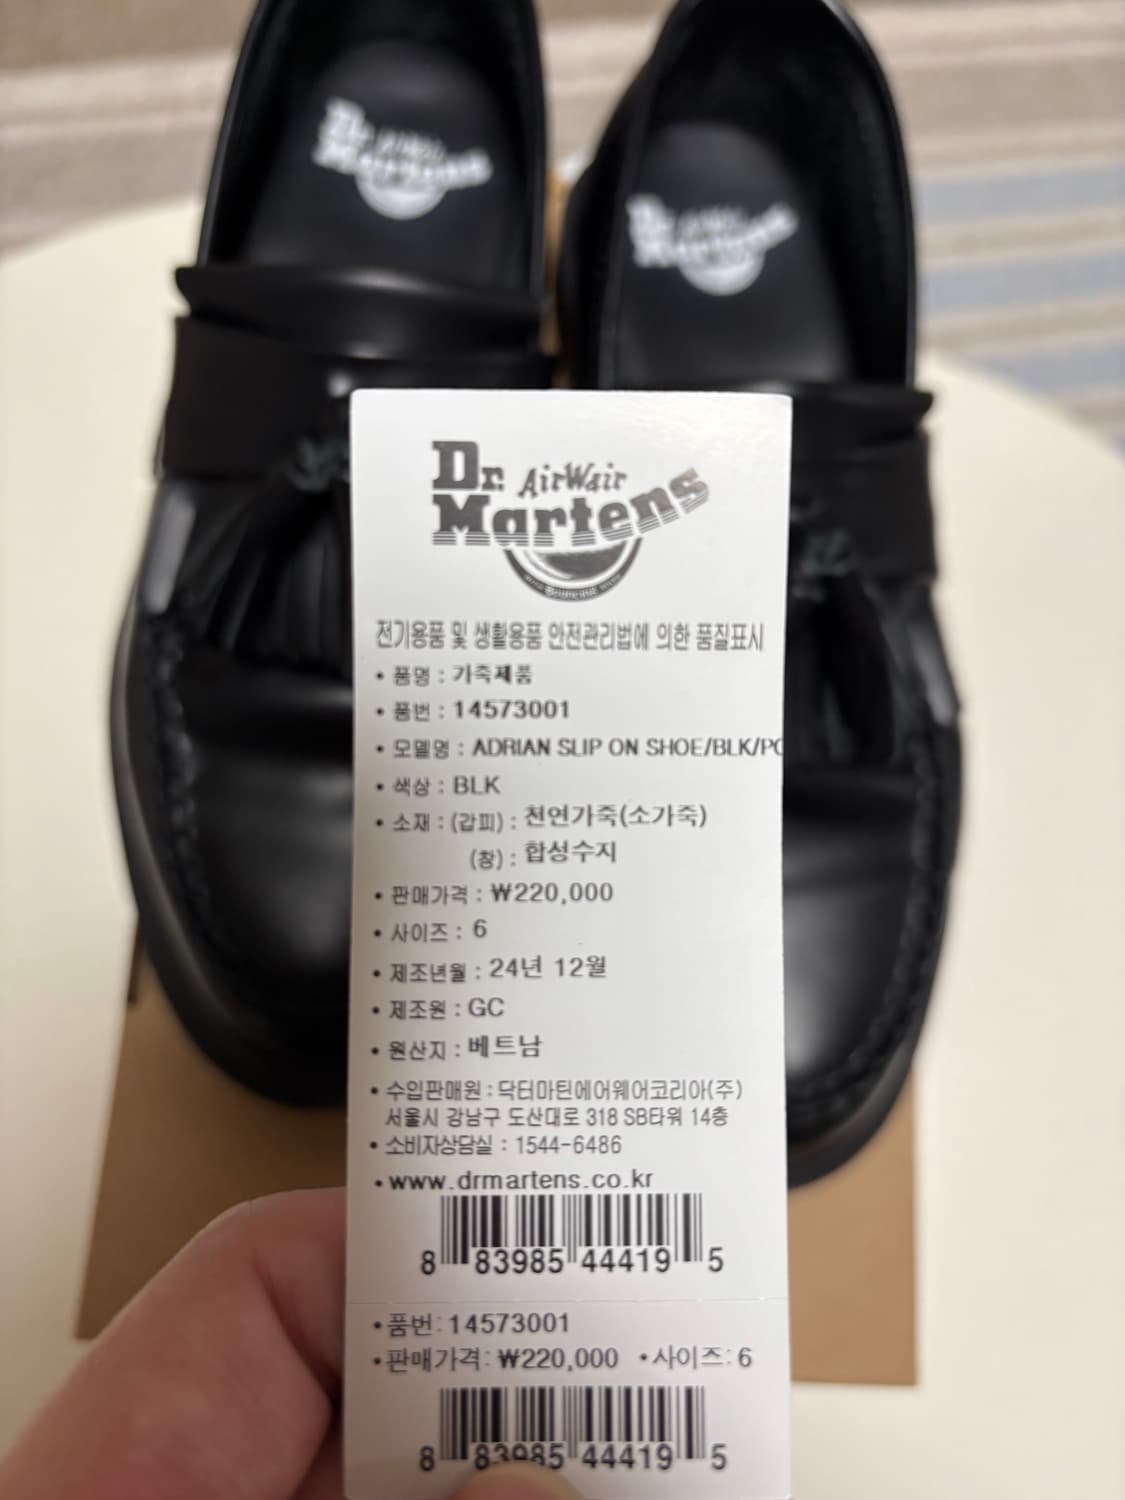 Dr. Martens
Dr. Martens
Dr. AirWair
Martens
전기용품 및 생활용품 안전관리법에 의한 품질표시
• 품명 : 가죽제품
• 품번 : 14573001
• 모델명 : ADRIAN SLIP ON SHOE/BLK/PO
• 색상 : BLK
• 소재 : (갑피) : 천연가죽(소가죽)
(창) : 합성수지
• 판매가격 : ₩220,000
• 사이즈 : 6
• 제조년월 : 24년 12월
• 제조원 : GC
• 원산지 : 베트남
• 수입판매원 : 닥터마틴에어웨어코리아(주)
서울시 강남구 도산대로 318 SB타워 14층
• 소비자상담실 : 1544-6486
• www.drmartens.co.kr
8 83985 44419 5
• 품번: 14573001
• 판매가격: ₩220,000 • 사이즈: 6
8 83985 44419 5